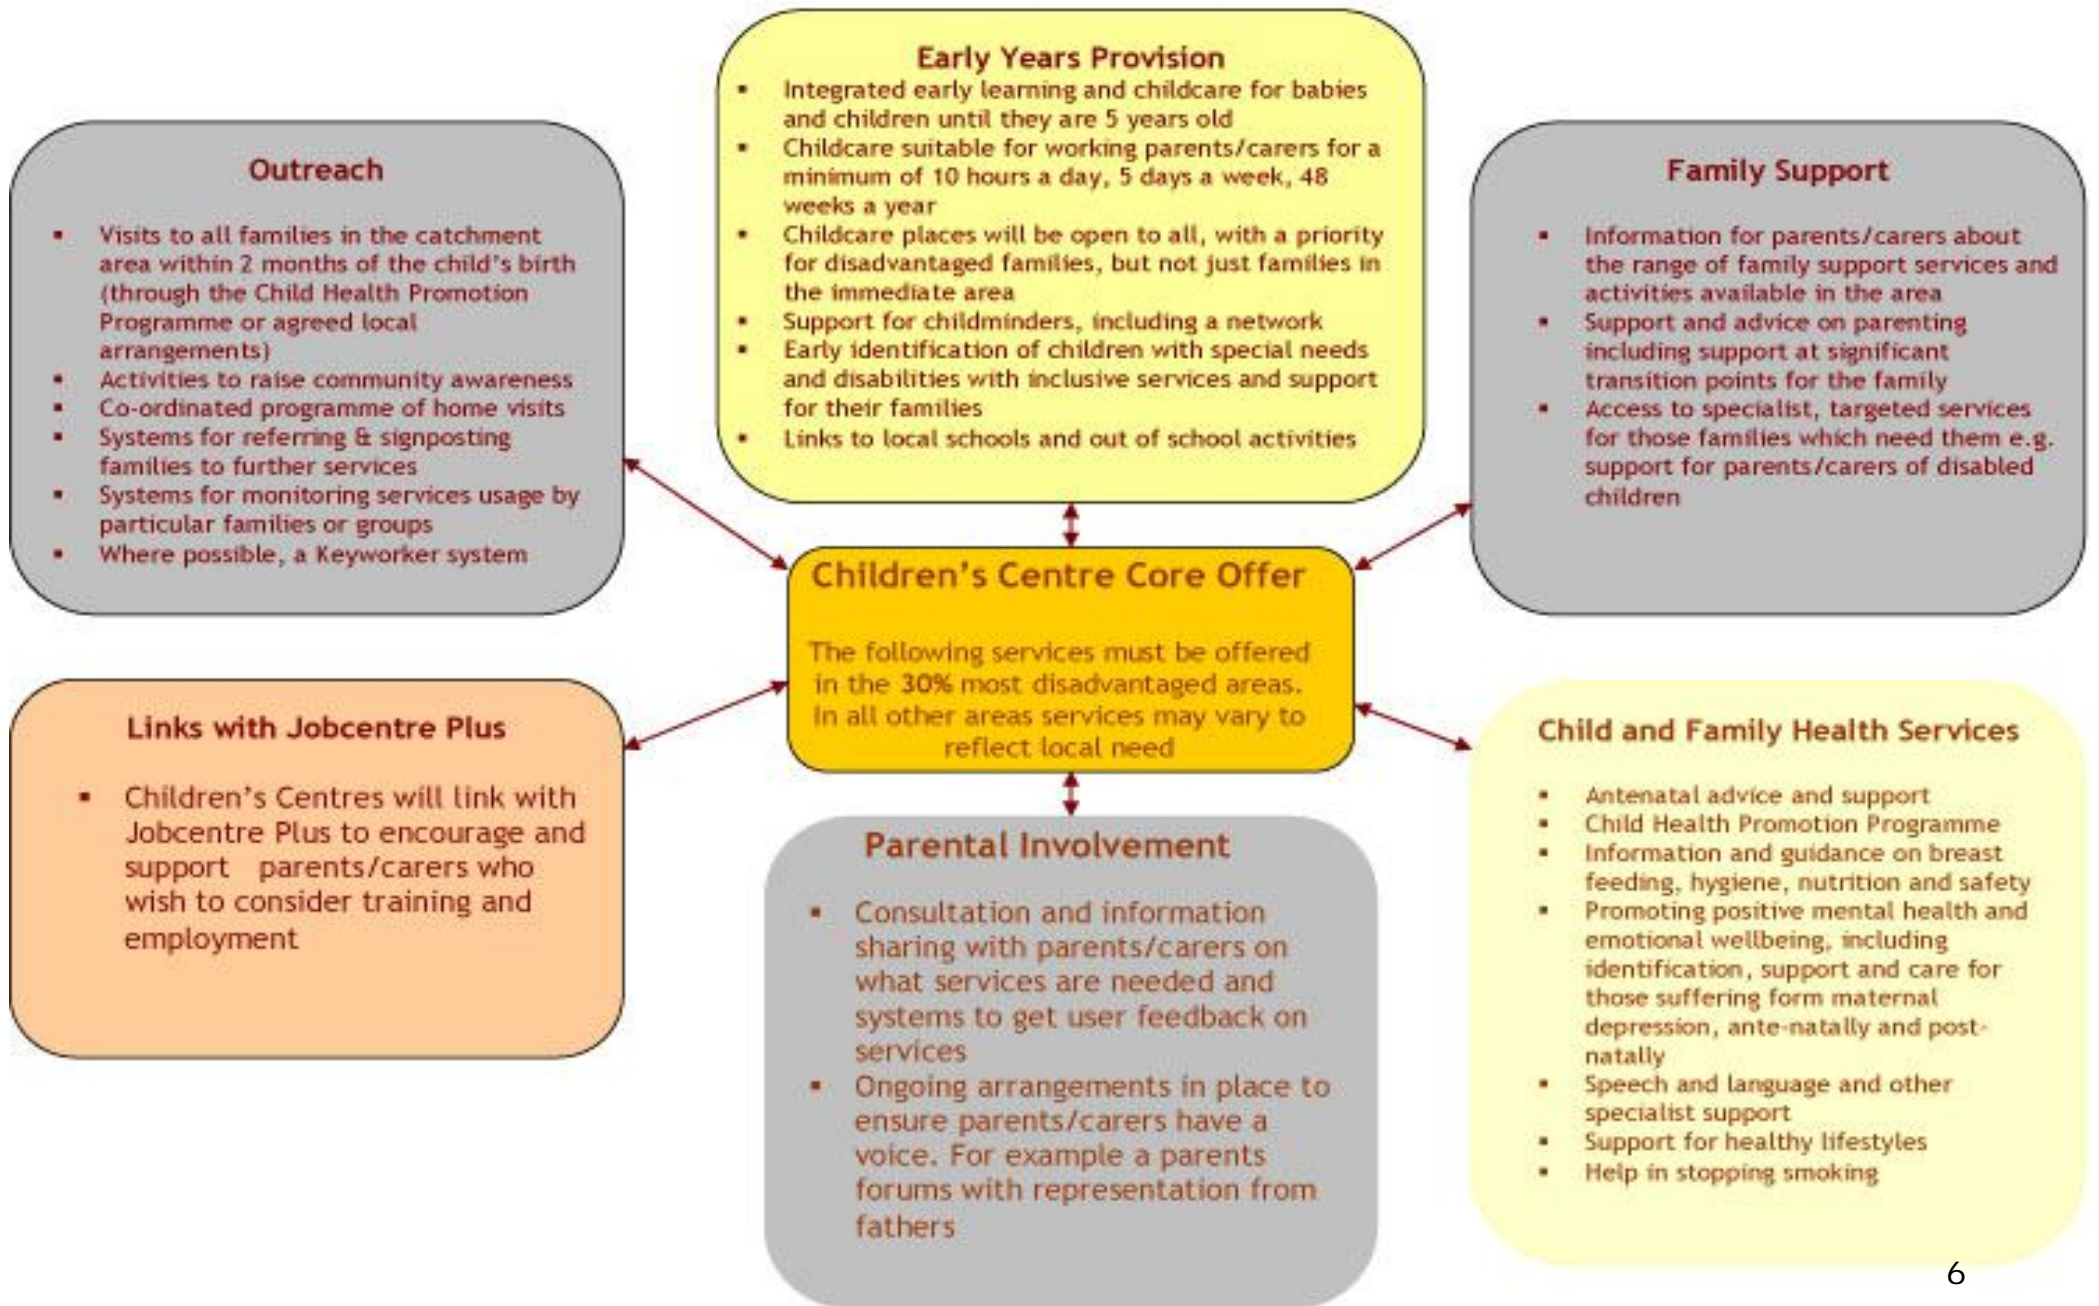 Early Years Provision
▪ Integrated early learning and childcare for babies
and children until they are 5 years old
▪ Childcare suitable for working parents/carers for a
minimum of 10 hours a day, 5 days a week, 48
weeks a year
▪ Childcare places will be open to all, with a priority
for disadvantaged families, but not just families in
the immediate area
▪ Support for childminders, including a network
▪ Early identification of children with special needs
and disabilities with inclusive services and support
for their families
▪ Links to local schools and out of school activities
Outreach
▪ Visits to all families in the catchment
area within 2 months of the child's birth
(through the Child Health Promotion
Programme or agreed local
arrangements)
▪ Activities to raise community awareness
▪ Co-ordinated programme of home visits
▪ Systems for referring & signposting
families to further services
▪ Systems for monitoring services usage by
particular families or groups
▪ Where possible, a Keyworker system
Family Support
▪ Information for parents/carers about
the range of family support services and
activities available in the area
▪ Support and advice on parenting
including support at significant
transition points for the family
▪ Access to specialist, targeted services
for those families which need them e.g.
support for parents/carers of disabled
children
Children's Centre Core Offer
The following services must be offered
in the 30% most disadvantaged areas.
In all other areas services may vary to
reflect local need
Links with Jobcentre Plus
▪ Children's Centres will link with
Jobcentre Plus to encourage and
support parents/carers who
wish to consider training and
employment
Parental Involvement
▪ Consultation and information
sharing with parents/carers on
what services are needed and
systems to get user feedback on
services
▪ Ongoing arrangements in place to
ensure parents/carers have a
voice. For example a parents
forums with representation from
fathers
Child and Family Health Services
▪ Antenatal advice and support
▪ Child Health Promotion Programme
▪ Information and guidance on breast
feeding, hygiene, nutrition and safety
▪ Promoting positive mental health and
emotional wellbeing, including
identification, support and care for
those suffering form maternal
depression, ante-natally and post-
natally
▪ Speech and language and other
specialist support
▪ Support for healthy lifestyles
▪ Help in stopping smoking
6